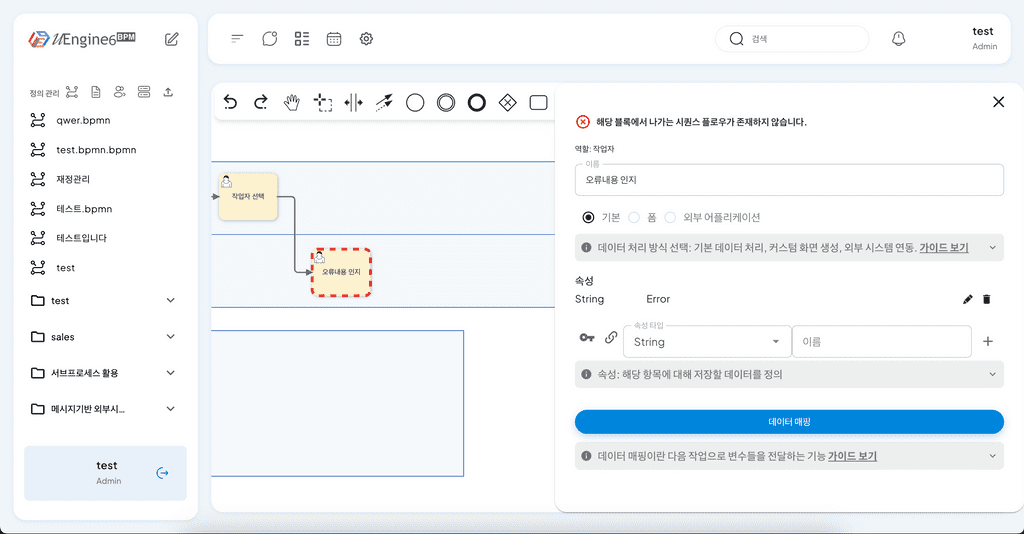 uEngine6 BPM
정의 관리
qwer.bpmn
test.bpmn.bpmn
재정관리
테스트.bpmn
테스트입니다
test
test
sales
서브프로세스 활용
메시지기반 외부시...
test
Admin
검색
test
Admin
작업자 선택
오류내용 인지
해당 블록에서 나가는 시퀀스 플로우가 존재하지 않습니다.
역할: 작업자
이름
오류내용 인지
기본 폼 외부 어플리케이션
데이터 처리 방식 선택: 기본 데이터 처리, 커스텀 화면 생성, 외부 시스템 연동. 가이드 보기
속성
String Error
속성 타입
String 이름
속성: 해당 항목에 대해 저장할 데이터를 정의
데이터 매핑
데이터 매핑이란 다음 작업으로 변수들을 전달하는 기능 가이드 보기